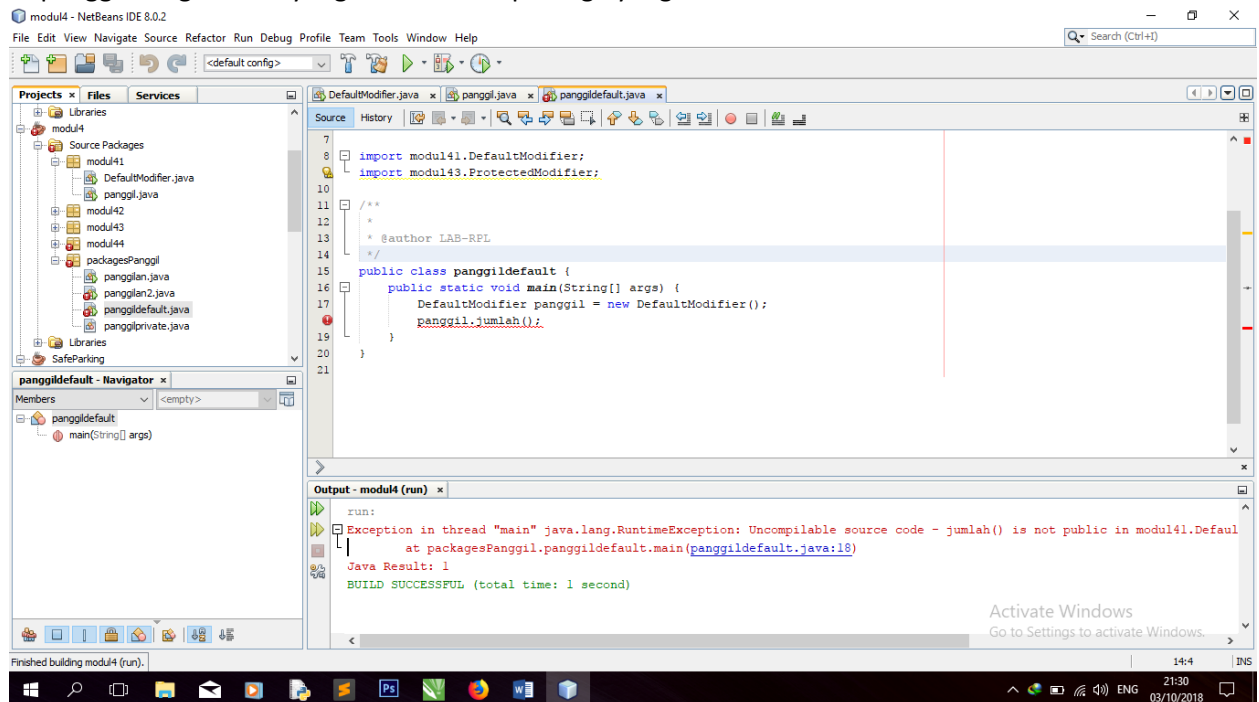 modul4 - NetBeans IDE 8.0.2
File Edit View Navigate Source Refactor Run Debug Profile Team Tools Window Help
Search (Ctrl+I)
<default config>
Projects Files Services
Libraries
modul4
Source Packages
modul41
DefaultModifier.java
panggil.java
modul42
modul43
modul44
packagesPanggil
panggilan.java
panggilan2.java
panggildefault.java
panggilprivate.java
Libraries
SafeParking
panggildefault - Navigator
Members <empty>
panggildefault
main(String[] args)
DefaultModifier.java panggil.java panggildefault.java
Source History
7
8 import modul41.DefaultModifier;
import modul43.ProtectedModifier;
10
11 /**
12 *
13 * @author LAB-RPL
14 */
15 public class panggildefault {
16 public static void main(String[] args) {
17 DefaultModifier panggil = new DefaultModifier();
panggil.jumlah();
19 }
20 }
21
Output - modul4 (run)
run:
Exception in thread "main" java.lang.RuntimeException: Uncompilable source code - jumlah() is not public in modul41.Defaul
at packagesPanggil.panggildefault.main(panggildefault.java:18)
Java Result: 1
BUILD SUCCESSFUL (total time: 1 second)
Activate Windows
Go to Settings to activate Windows.
Finished building modul4 (run).
14:4 INS
Ps
ENG
21:30
03/10/2018